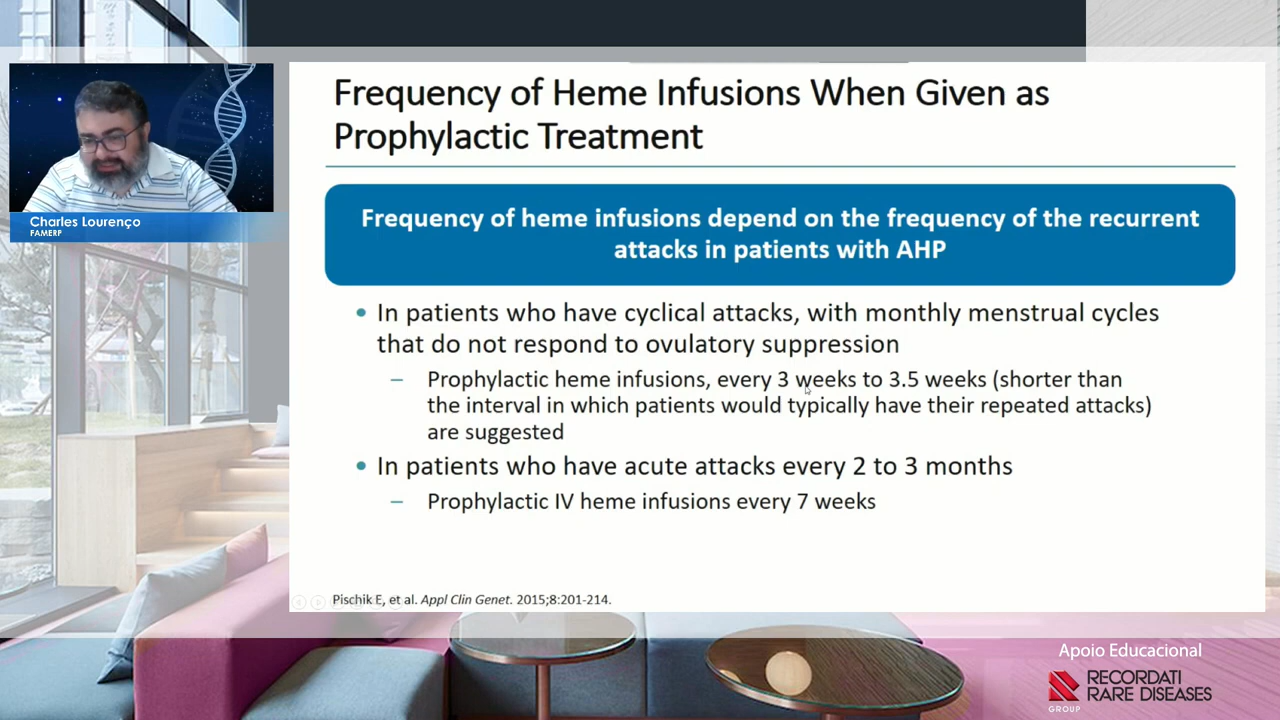 Frequency of Heme Infusions When Given as
Prophylactic Treatment
Charles Lourenço
FAMERP
Frequency of heme infusions depend on the frequency of the recurrent
attacks in patients with AHP
• In patients who have cyclical attacks, with monthly menstrual cycles
that do not respond to ovulatory suppression
– Prophylactic heme infusions, every 3 weeks to 3.5 weeks (shorter than
the interval in which patients would typically have their repeated attacks)
are suggested
• In patients who have acute attacks every 2 to 3 months
– Prophylactic IV heme infusions every 7 weeks
Pischik E, et al. Appl Clin Genet. 2015;8:201-214.
Apoio Educacional
RECORDATI
RARE DISEASES
GROUP